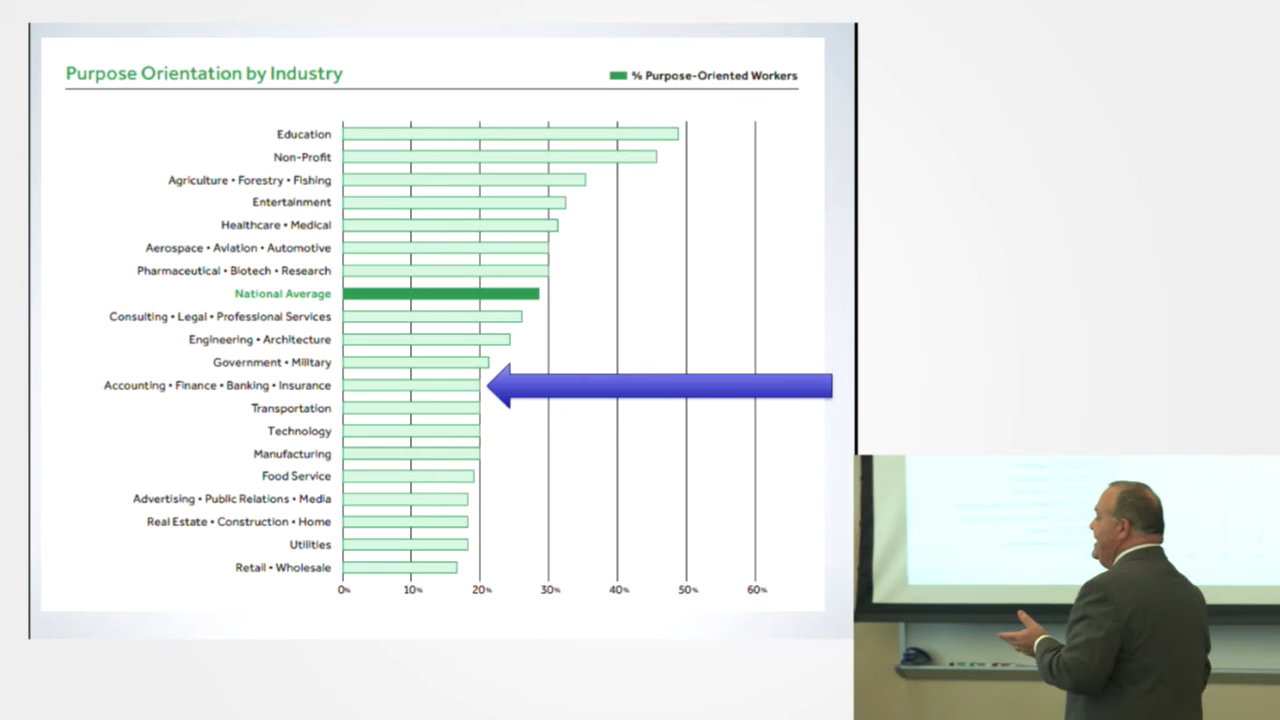 Purpose Orientation by Industry
% Purpose-Oriented Workers
Education
Non-Profit
Agriculture • Forestry • Fishing
Entertainment
Healthcare • Medical
Aerospace • Aviation • Automotive
Pharmaceutical • Biotech • Research
National Average
Consulting • Legal • Professional Services
Engineering • Architecture
Government • Military
Accounting • Finance • Banking • Insurance
Transportation
Technology
Manufacturing
Food Service
Advertising • Public Relations • Media
Real Estate • Construction • Home
Utilities
Retail • Wholesale
0% 10% 20% 30% 40% 50% 60%